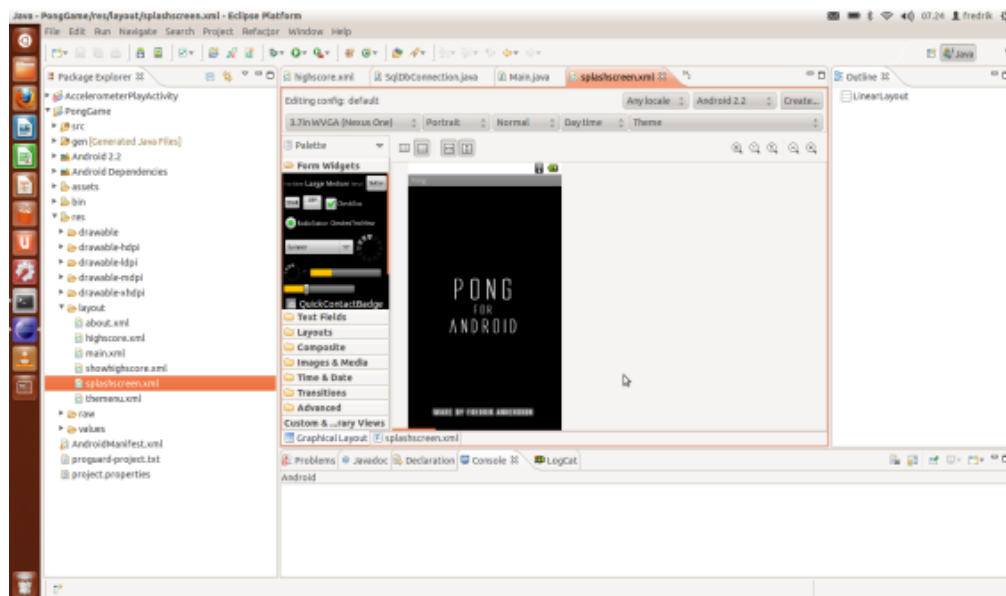 Java - PongGame/res/layout/splashscreen.xml - Eclipse Platform
07.24 fredrik
File Edit Run Navigate Search Project Refactor Window Help
Java
Package Explorer
highscore.xml SqlDbConnection.java Main.java splashscreen.xml
Outline
AccelerometerPlayActivity
PongGame
src
gen [Generated Java Files]
Android 2.2
Android Dependencies
assets
bin
res
drawable
drawable-hdpi
drawable-ldpi
drawable-mdpi
drawable-xhdpi
layout
about.xml
highscore.xml
main.xml
showhighscore.xml
splashscreen.xml
themenu.xml
raw
values
AndroidManifest.xml
proguard-project.txt
project.properties
Editing config: default
Any locale Android 2.2 Create...
3.7in WVGA (Nexus One) Portrait Normal Day time Theme
Palette
Form Widgets
Large Medium
CheckBox
QuickContactBadge
Text Fields
Layouts
Composite
Images & Media
Time & Date
Transitions
Advanced
Custom & ...rary Views
Pong
PONG
FOR
ANDROID
MADE BY FREDRIK ANDERSSON
Graphical Layout splashscreen.xml
LinearLayout
Problems Javadoc Declaration Console LogCat
Android